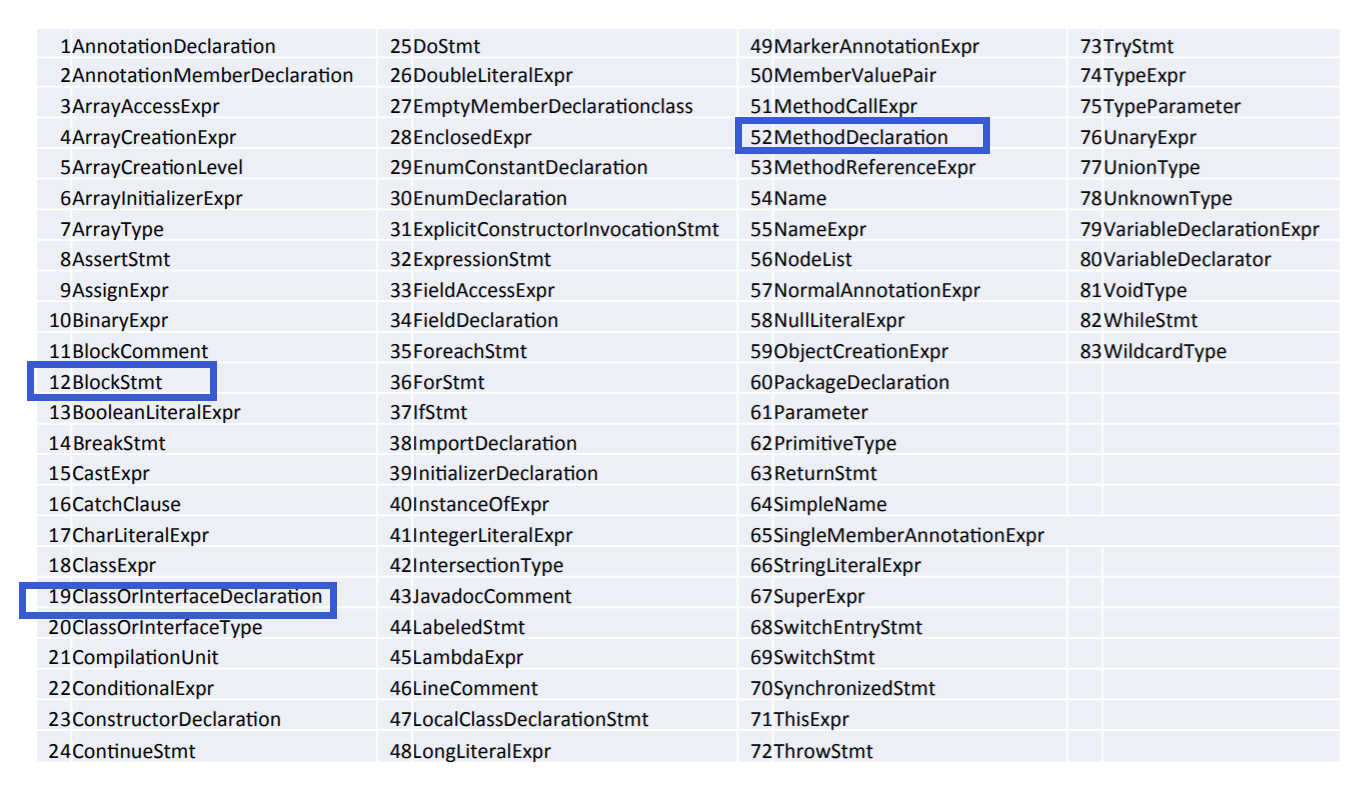 1 AnnotationDeclaration
2 AnnotationMemberDeclaration
3 ArrayAccessExpr
4 ArrayCreationExpr
5 ArrayCreationLevel
6 ArrayInitializerExpr
7 ArrayType
8 AssertStmt
9 AssignExpr
10 BinaryExpr
11 BlockComment
12 BlockStmt
13 BooleanLiteralExpr
14 BreakStmt
15 CastExpr
16 CatchClause
17 CharLiteralExpr
18 ClassExpr
19 ClassOrInterfaceDeclaration
20 ClassOrInterfaceType
21 CompilationUnit
22 ConditionalExpr
23 ConstructorDeclaration
24 ContinueStmt
25 DoStmt
26 DoubleLiteralExpr
27 EmptyMemberDeclarationclass
28 EnclosedExpr
29 EnumConstantDeclaration
30 EnumDeclaration
31 ExplicitConstructorInvocationStmt
32 ExpressionStmt
33 FieldAccessExpr
34 FieldDeclaration
35 ForeachStmt
36 ForStmt
37 IfStmt
38 ImportDeclaration
39 InitializerDeclaration
40 InstanceOfExpr
41 IntegerLiteralExpr
42 IntersectionType
43 JavadocComment
44 LabeledStmt
45 LambdaExpr
46 LineComment
47 LocalClassDeclarationStmt
48 LongLiteralExpr
49 MarkerAnnotationExpr
50 MemberValuePair
51 MethodCallExpr
52 MethodDeclaration
53 MethodReferenceExpr
54 Name
55 NameExpr
56 NodeList
57 NormalAnnotationExpr
58 NullLiteralExpr
59 ObjectCreationExpr
60 PackageDeclaration
61 Parameter
62 PrimitiveType
63 ReturnStmt
64 SimpleName
65 SingleMemberAnnotationExpr
66 StringLiteralExpr
67 SuperExpr
68 SwitchEntryStmt
69 SwitchStmt
70 SynchronizedStmt
71 ThisExpr
72 ThrowStmt
73 TryStmt
74 TypeExpr
75 TypeParameter
76 UnaryExpr
77 UnionType
78 UnknownType
79 VariableDeclarationExpr
80 VariableDeclarator
81 VoidType
82 WhileStmt
83 WildcardType